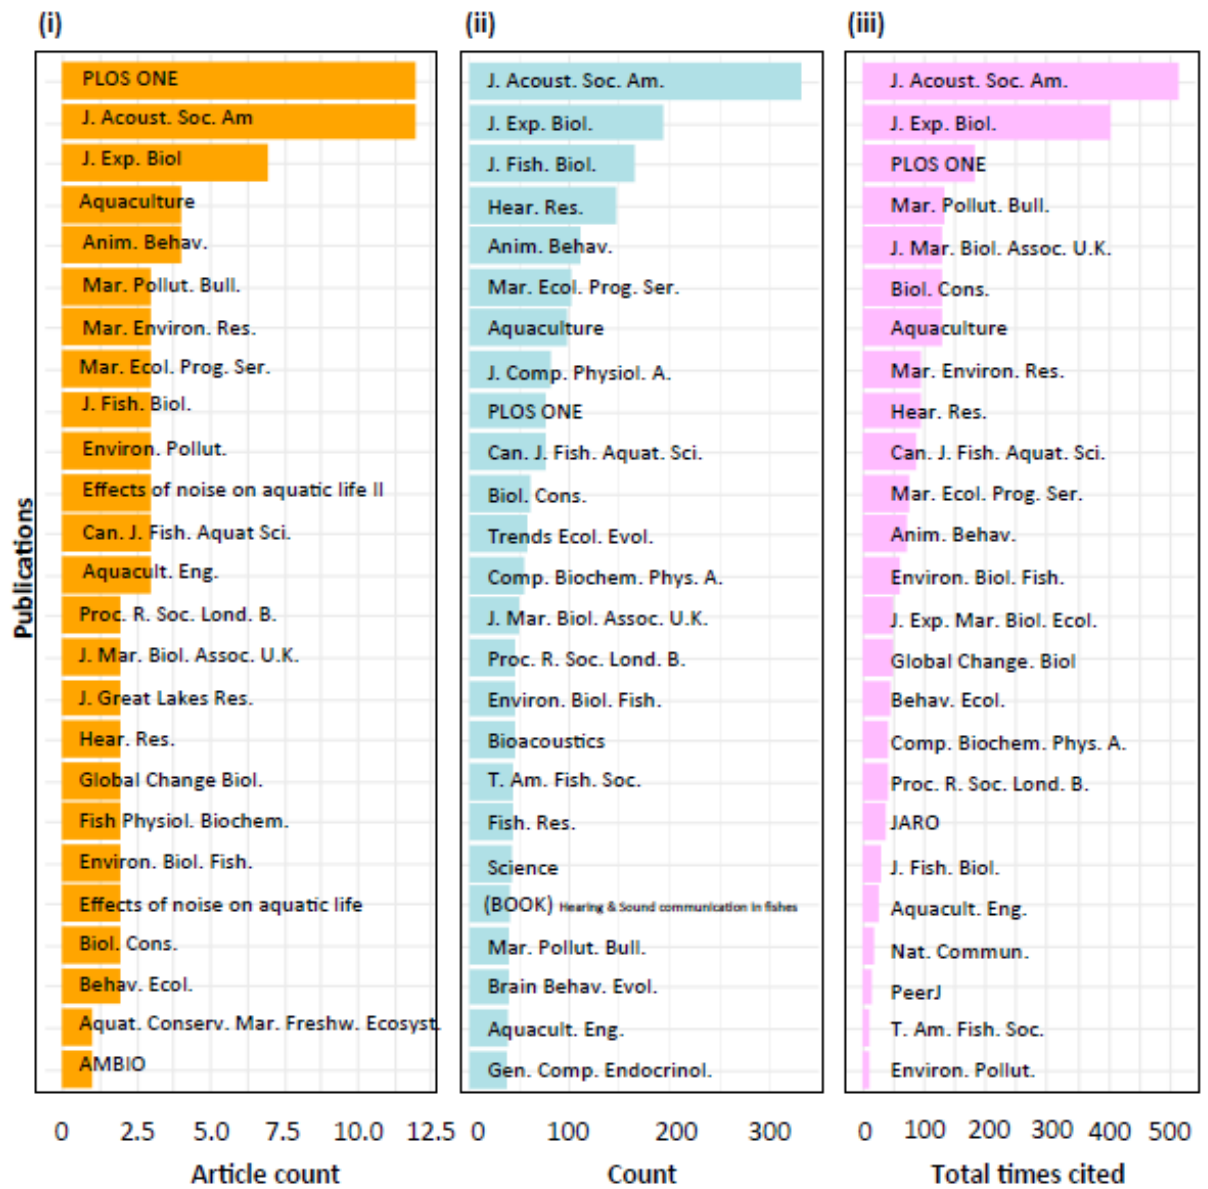 (i)
PLOS ONE
J. Acoust. Soc. Am
J. Exp. Biol
Aquaculture
Anim. Behav.
Mar. Pollut. Bull.
Mar. Environ. Res.
Mar. Ecol. Prog. Ser.
J. Fish. Biol.
Environ. Pollut.
Effects of noise on aquatic life II
Can. J. Fish. Aquat Sci.
Aquacult. Eng.
Proc. R. Soc. Lond. B.
J. Mar. Biol. Assoc. U.K.
J. Great Lakes Res.
Hear. Res.
Global Change Biol.
Fish Physiol. Biochem.
Environ. Biol. Fish.
Effects of noise on aquatic life
Biol. Cons.
Behav. Ecol.
Aquat. Conserv. Mar. Freshw. Ecosyst.
AMBIO
Publications
0 2.5 5.0 7.5 10.0 12.5
Article count
(ii)
J. Acoust. Soc. Am.
J. Exp. Biol.
J. Fish. Biol.
Hear. Res.
Anim. Behav.
Mar. Ecol. Prog. Ser.
Aquaculture
J. Comp. Physiol. A.
PLOS ONE
Can. J. Fish. Aquat. Sci.
Biol. Cons.
Trends Ecol. Evol.
Comp. Biochem. Phys. A.
J. Mar. Biol. Assoc. U.K.
Proc. R. Soc. Lond. B.
Environ. Biol. Fish.
Bioacoustics
T. Am. Fish. Soc.
Fish. Res.
Science
(BOOK) Hearing & Sound communication in fishes
Mar. Pollut. Bull.
Brain Behav. Evol.
Aquacult. Eng.
Gen. Comp. Endocrinol.
0 100 200 300
Count
(iii)
J. Acoust. Soc. Am.
J. Exp. Biol.
PLOS ONE
Mar. Pollut. Bull.
J. Mar. Biol. Assoc. U.K.
Biol. Cons.
Aquaculture
Mar. Environ. Res.
Hear. Res.
Can. J. Fish. Aquat. Sci.
Mar. Ecol. Prog. Ser.
Anim. Behav.
Environ. Biol. Fish.
J. Exp. Mar. Biol. Ecol.
Global Change. Biol
Behav. Ecol.
Comp. Biochem. Phys. A.
Proc. R. Soc. Lond. B.
JARO
J. Fish. Biol.
Aquacult. Eng.
Nat. Commun.
PeerJ
T. Am. Fish. Soc.
Environ. Pollut.
0 100 200 300 400 500
Total times cited